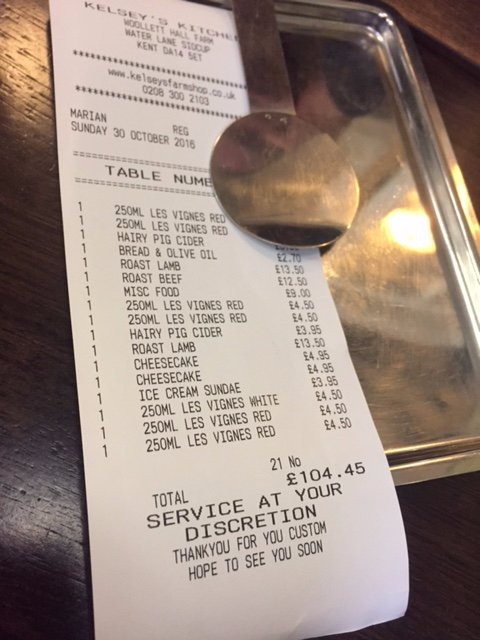 KELSEY'S KITCHEN
WOOLLETT HALL FARM
WATER LANE SIDCUP
KENT DA14 5ET
************************
www.kelseysfarmshop.co.uk
0208 300 2103
************************
MARIAN REG
SUNDAY 30 OCTOBER 2016
TABLE
1 250ML LES VIGNES RED
1 250ML LES VIGNES RED
1 HAIRY PIG CIDER
1 BREAD & OLIVE OIL £2.70
1 ROAST LAMB £13.50
1 ROAST BEEF £12.50
1 MISC FOOD £9.00
1 250ML LES VIGNES RED £4.50
1 250ML LES VIGNES RED £4.50
1 HAIRY PIG CIDER £3.95
1 ROAST LAMB £13.50
1 CHEESECAKE £4.95
1 CHEESECAKE £4.95
1 ICE CREAM SUNDAE £3.95
1 250ML LES VIGNES WHITE £4.50
1 250ML LES VIGNES RED £4.50
1 250ML LES VIGNES RED £4.50
21 No
TOTAL £104.45
SERVICE AT YOUR
DISCRETION
THANKYOU FOR YOU CUSTOM
HOPE TO SEE YOU SOON